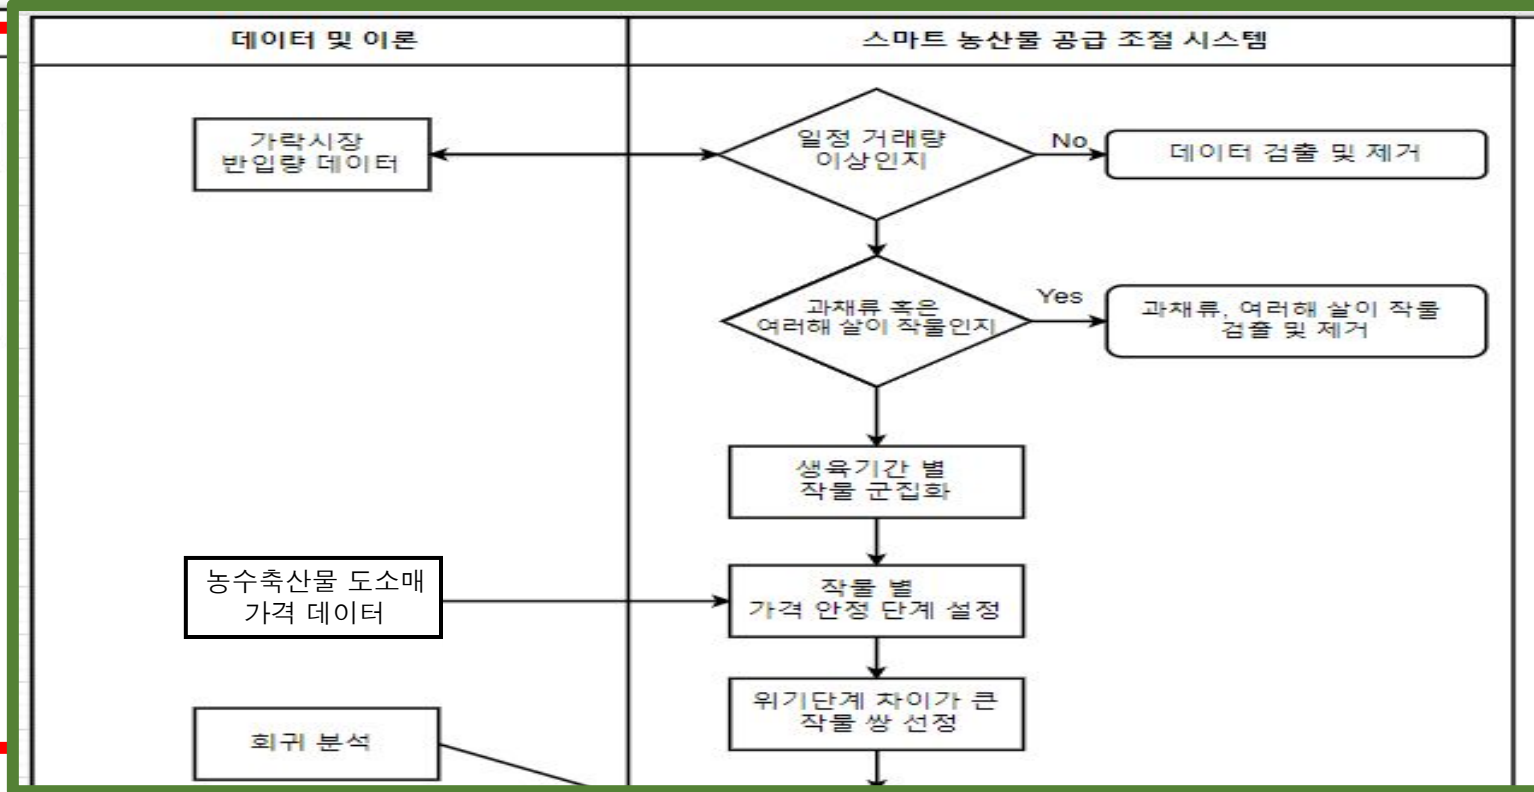 데이터 및 이론
스마트 농산물 공급 조절 시스템
가락시장
반입량 데이터
일정 거래량
이상인지
No
데이터 검출 및 제거
과채류 혹은
여러해 살이 작물인지
Yes
과채류, 여러해 살이 작물
검출 및 제거
생육기간 별
작물 군집화
농수축산물 도소매
가격 데이터
작물 별
가격 안정 단계 설정
위기단계 차이가 큰
작물 쌍 선정
회귀 분석